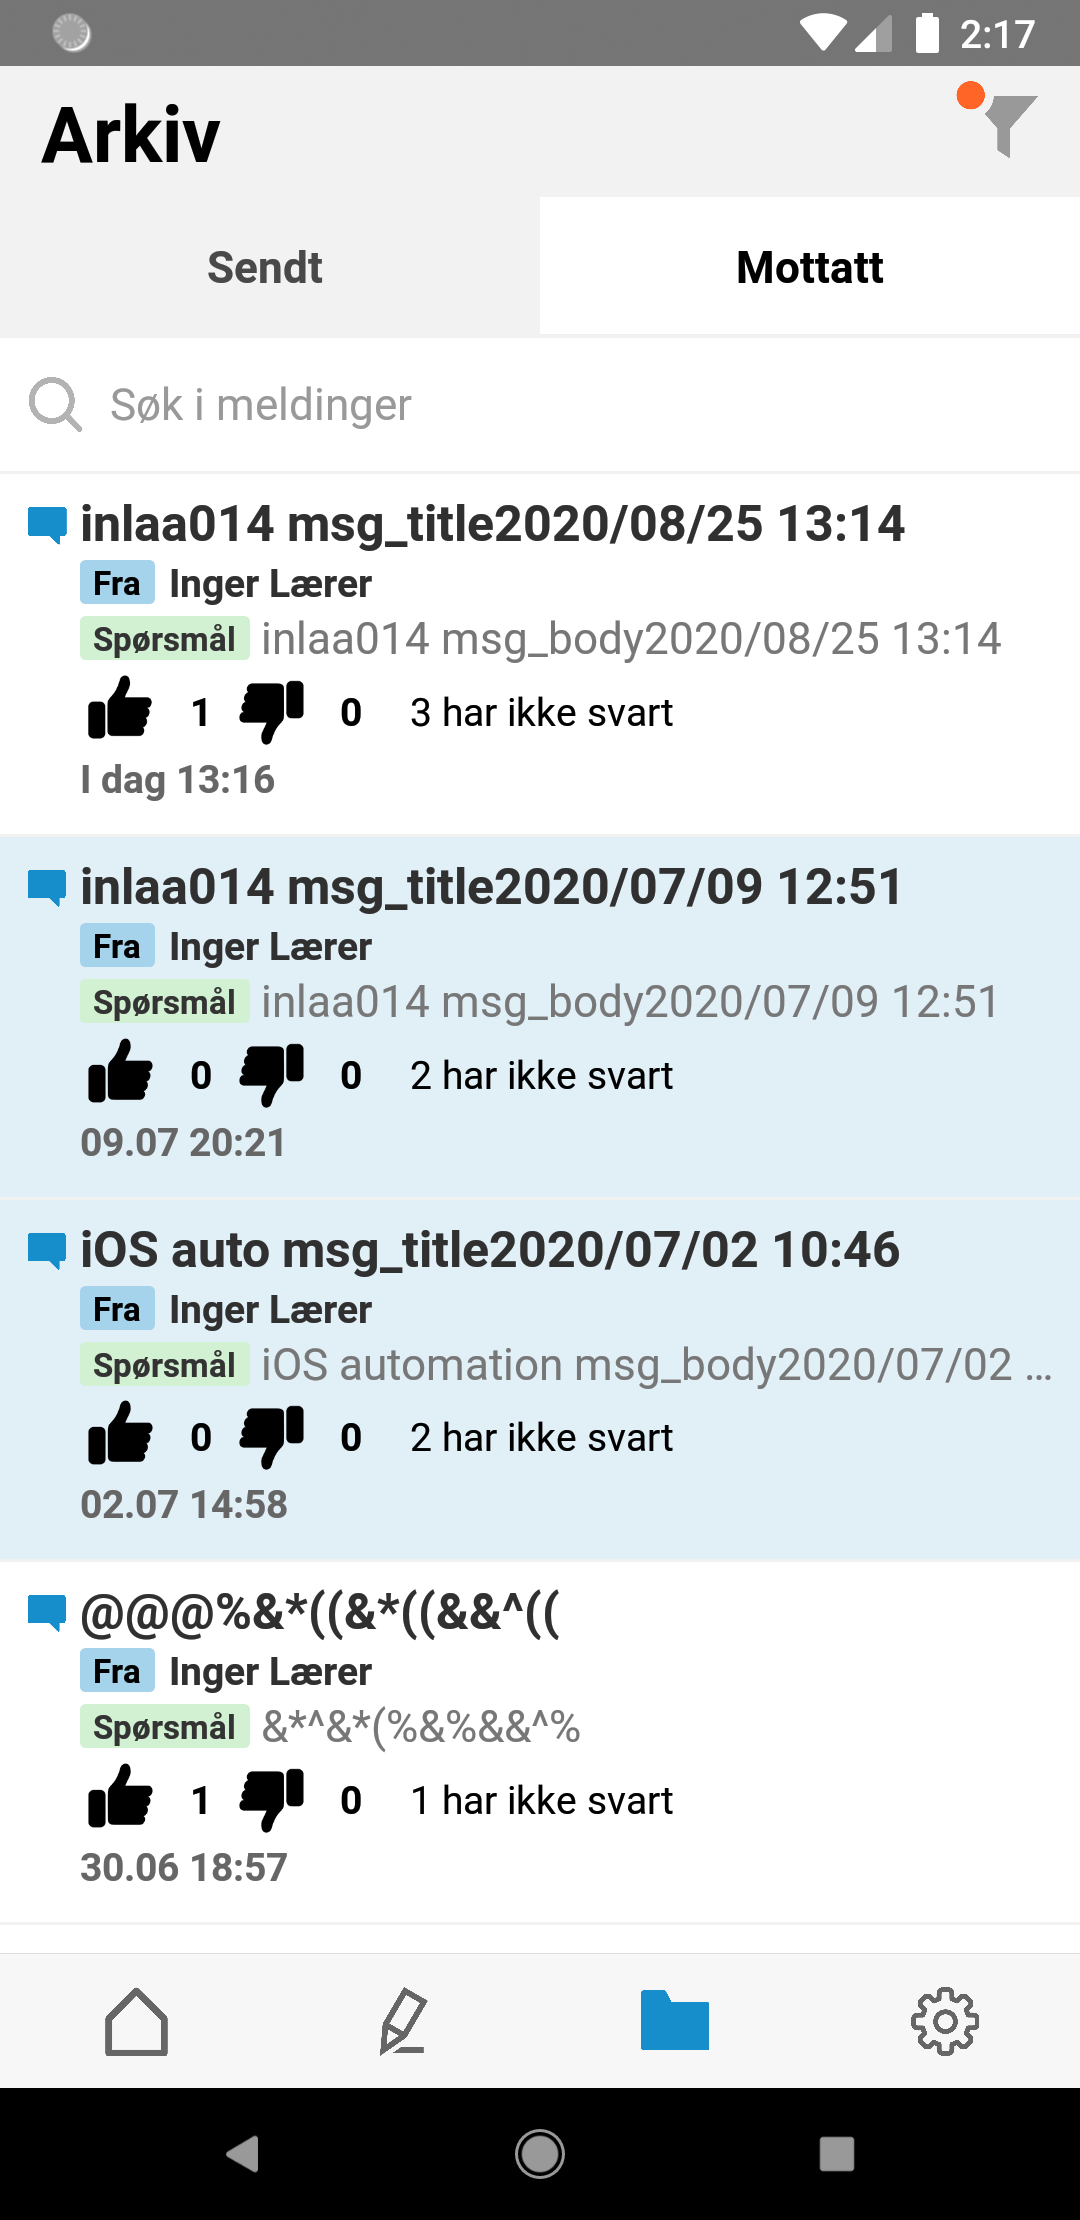 2:17
Arkiv
Sendt Mottatt
Søk i meldinger
inlaa014 msg_title2020/08/25 13:14
Fra Inger Lærer
Spørsmål inlaa014 msg_body2020/08/25 13:14
1 0 3 har ikke svart
I dag 13:16
inlaa014 msg_title2020/07/09 12:51
Fra Inger Lærer
Spørsmål inlaa014 msg_body2020/07/09 12:51
0 0 2 har ikke svart
09.07 20:21
iOS auto msg_title2020/07/02 10:46
Fra Inger Lærer
Spørsmål iOS automation msg_body2020/07/02 ...
0 0 2 har ikke svart
02.07 14:58
@@@%&*((&*((&&^((
Fra Inger Lærer
Spørsmål &*^&*(%&%&&^%
1 0 1 har ikke svart
30.06 18:57